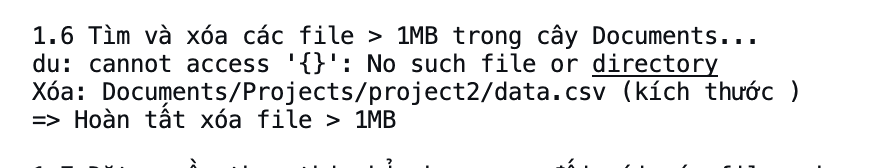 1.6 Tìm và xóa các file > 1MB trong cây Documents...
du: cannot access '{}': No such file or directory
Xóa: Documents/Projects/project2/data.csv (kích thước )
=> Hoàn tất xóa file > 1MB